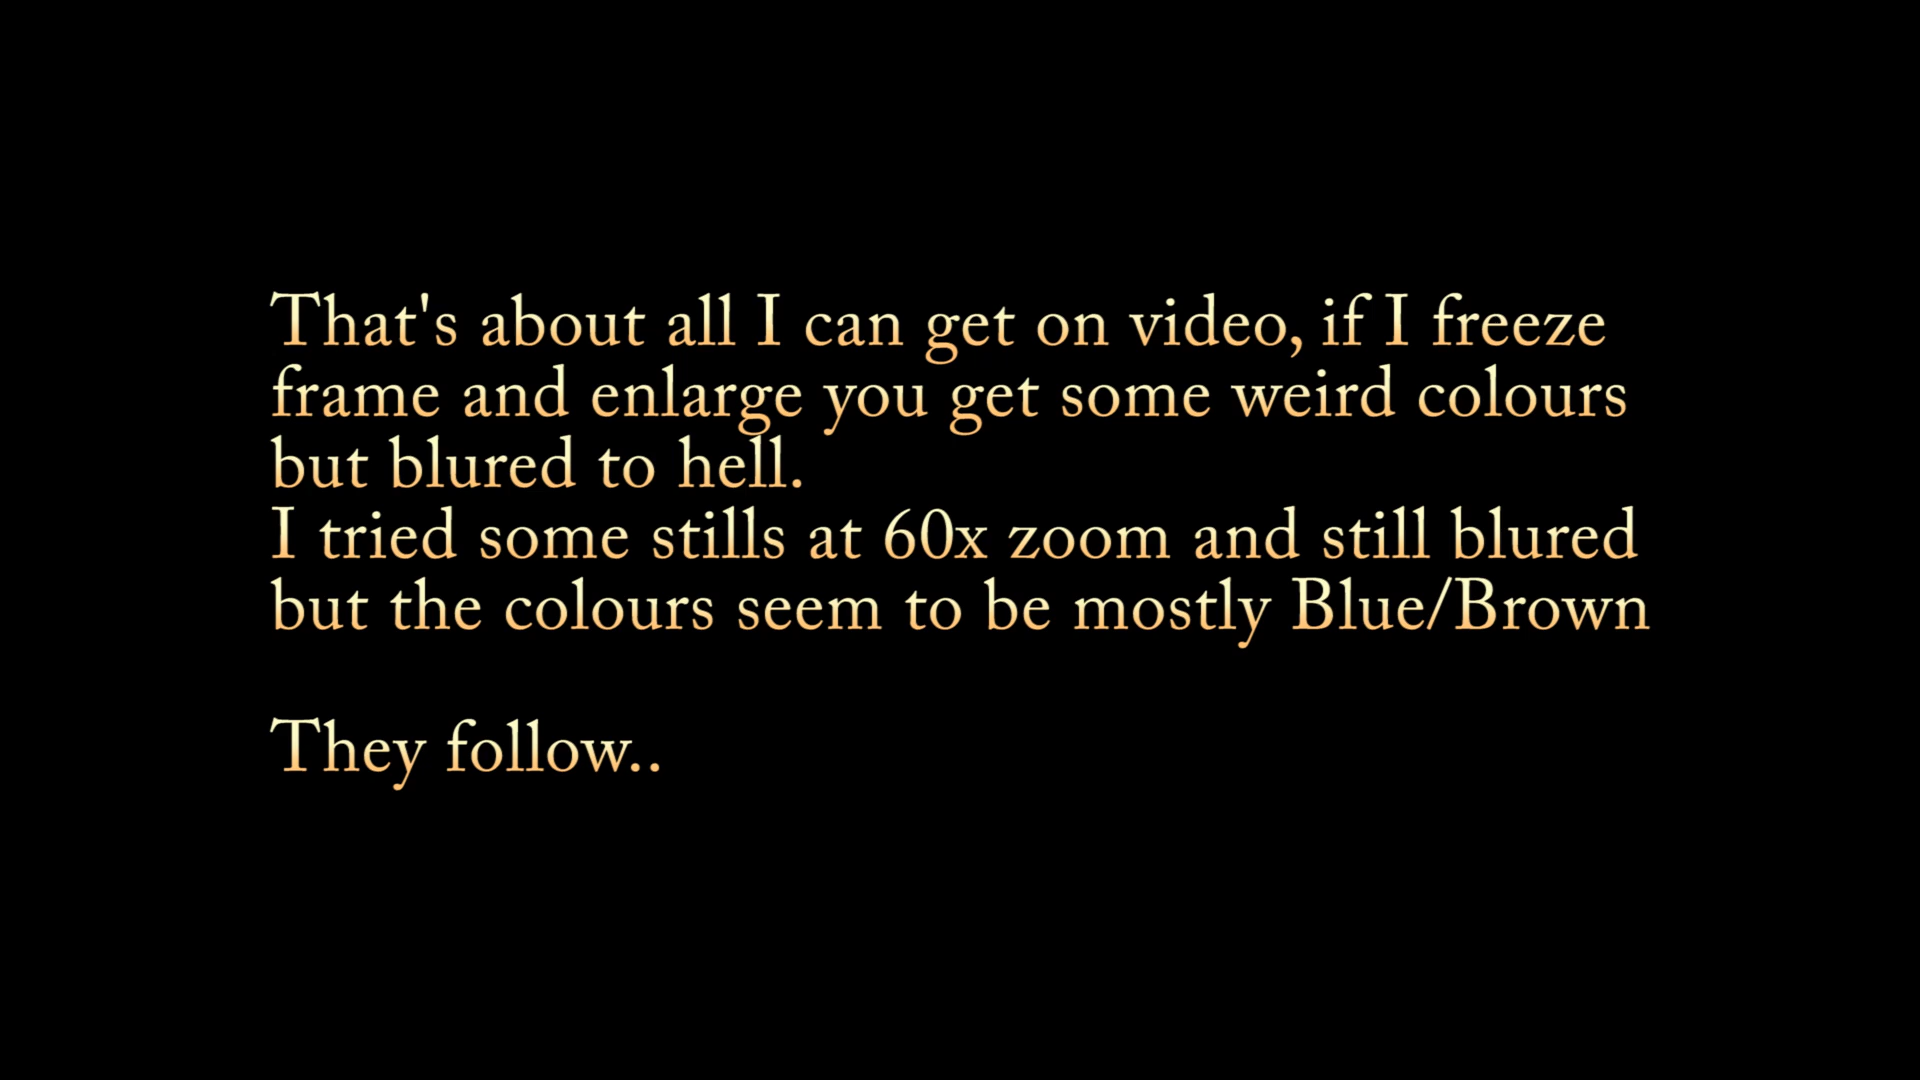 That's about all I can get on video, if I freeze
frame and enlarge you get some weird colours
but blured to hell.
I tried some stills at 60x zoom and still blured
but the colours seem to be mostly Blue/Brown
They follow..